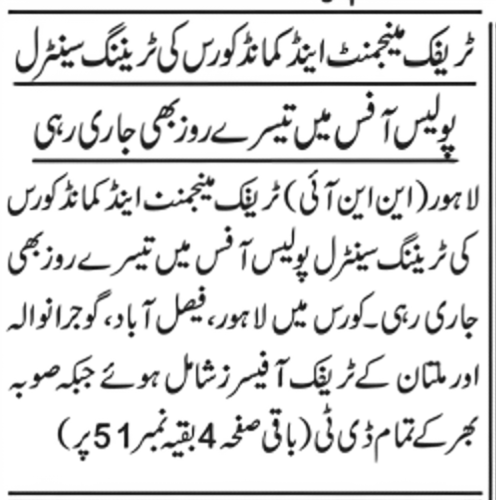 ٹریفک مینجمنٹ اینڈ کمانڈ کورس کی ٹریننگ سینٹرل
پولیس آفس میں تیسرے روز بھی جاری رہی
لاہور (این این آئی) ٹریفک مینجمنٹ اینڈ کمانڈ کورس
کی ٹریننگ سینٹرل پولیس آفس میں تیسرے روز بھی
جاری رہی۔ کورس میں لاہور، فیصل آباد، گوجرانوالہ
اور ملتان کے ٹریفک آفیسرز شامل ہوئے جبکہ صوبہ
بھر کے تمام ڈی ٹی (باقی صفحہ 4 بقیہ نمبر 51 پر)